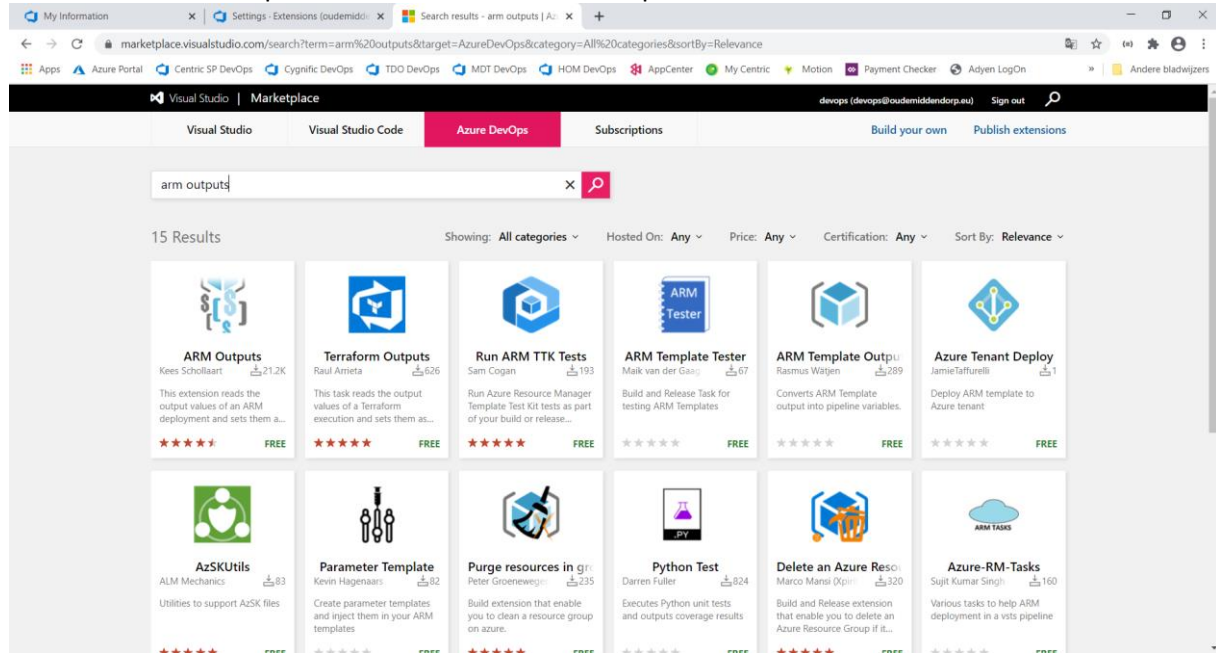 My Information
Settings - Extensions (oudemidde
Search results - arm outputs | Az
marketplace.visualstudio.com/search?term=arm%20outputs&target=AzureDevOps&category=All%20categories&sortBy=Relevance
Apps Azure Portal Centric SP DevOps Cygnific DevOps TDO DevOps MDT DevOps HOM DevOps AppCenter My Centric Motion Payment Checker Adyen LogOn » Andere bladwijzers
Visual Studio | Marketplace devops (devops@oudemiddendorp.eu) Sign out
Visual Studio Visual Studio Code Azure DevOps Subscriptions Build your own Publish extensions
arm outputs
15 Results Showing: All categories Hosted On: Any Price: Any Certification: Any Sort By: Relevance
ARM Outputs
Kees Schollaart 21.2K
This extension reads the
output values of an ARM
deployment and sets them a...
FREE
Terraform Outputs
Raul Arrieta 626
This task reads the output
values of a Terraform
execution and sets them as...
FREE
Run ARM TTK Tests
Sam Cogan 193
Run Azure Resource Manager
Template Test Kit tests as part
of your build or release...
FREE
ARM
Tester
ARM Template Tester
Maik van der Gaag 67
Build and Release Task for
testing ARM Templates
FREE
ARM Template Outpu
Rasmus Wätjen 289
Converts ARM Template
output into pipeline variables.
FREE
Azure Tenant Deploy
JamieTaffurelli 1
Deploy ARM template to
Azure tenant
FREE
AzSKUtils
ALM Mechanics 83
Utilities to support AzSK files
FREE
Parameter Template
Kevin Hagenaars 82
Create parameter templates
and inject them in your ARM
templates
FREE
Purge resources in gr
Peter Groenewege 235
Build extension that enable
you to clean a resource group
on azure.
FREE
.PY
Python Test
Darren Fuller 824
Executes Python unit tests
and outputs coverage results
FREE
Delete an Azure Reso
Marco Mansi (Xpir 320
Build and Release extension
that enable you to delete an
Azure Resource Group if it...
FREE
ARM TASKS
Azure-RM-Tasks
Sujit Kumar Singh 160
Various tasks to help ARM
deployment in a vsts pipeline
FREE